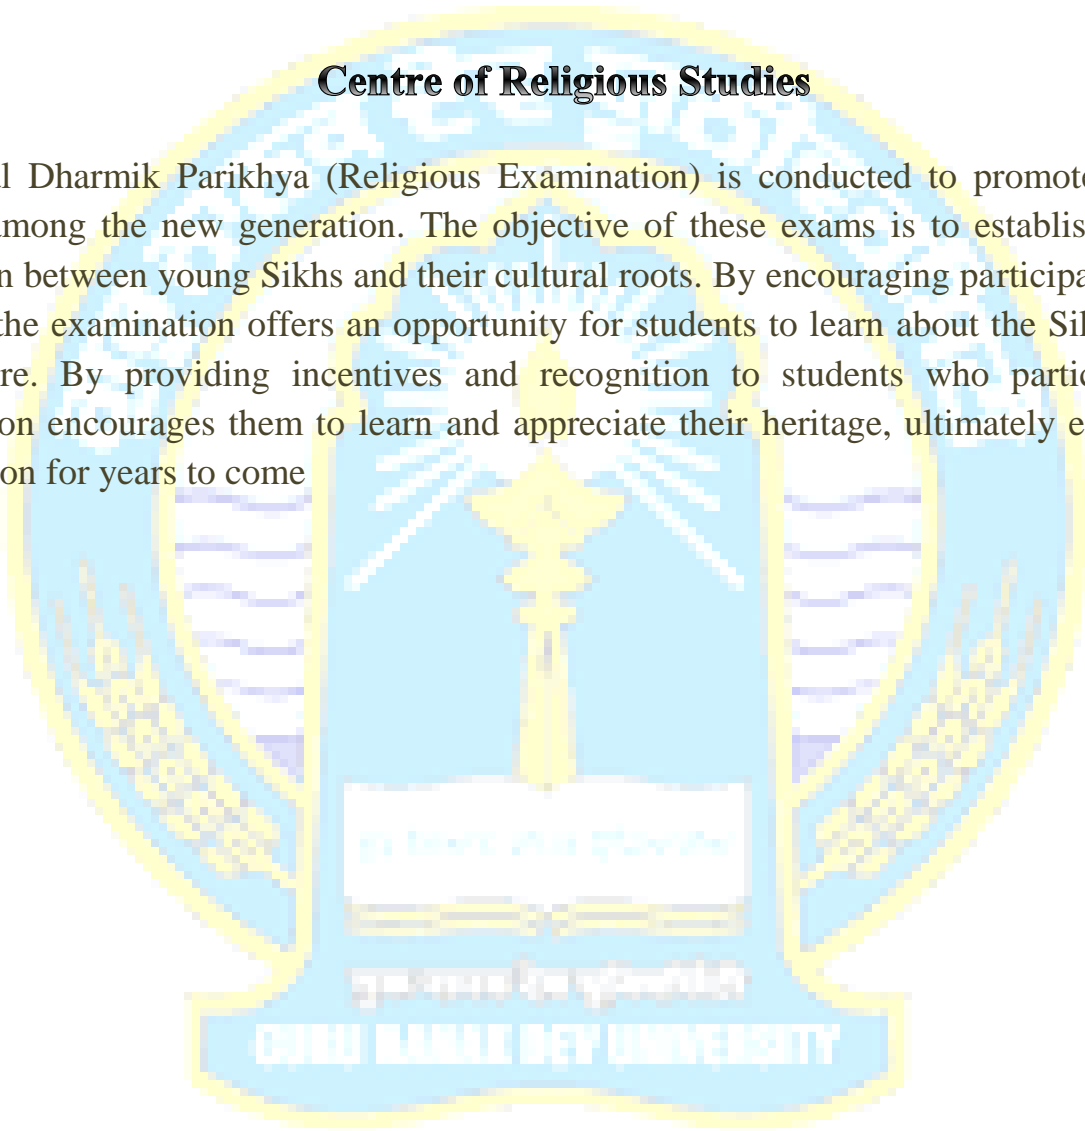 Centre of Religious Studies
l Dharmik Parikhya (Religious Examination) is conducted to promote
mong the new generation. The objective of these exams is to establis
n between young Sikhs and their cultural roots. By encouraging participa
the examination offers an opportunity for students to learn about the Sil
re. By providing incentives and recognition to students who partic
on encourages them to learn and appreciate their heritage, ultimately e
on for years to come
GURU NANAK DEV UNIVERSITY